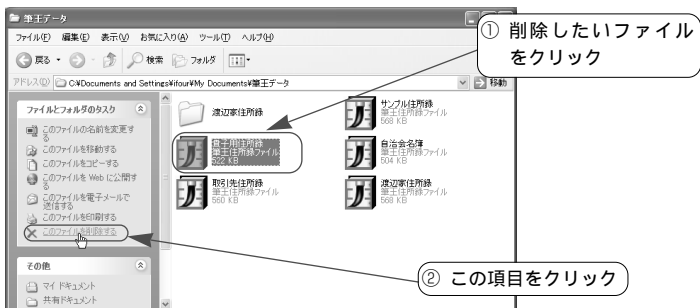 筆王データ
ファイル(F) 編集(E) 表示(V) お気に入り(A) ツール(T) ヘルプ(H)
① 削除したいファイルをクリック
戻る 検索 フォルダ
アドレス(D) C:¥Documents and Settings¥ifour¥My Documents¥筆王データ 移動
ファイルとフォルダのタスク
このファイルの名前を変更する
このファイルを移動する
このファイルをコピーする
このファイルを Web に公開する
このファイルを電子メールで送信する
このファイルを印刷する
このファイルを削除する
その他
マイ ドキュメント
共有ドキュメント
渡辺家住所録
サンプル住所録
筆王住所録ファイル
568 KB
筆王住所録ファイル
522 KB
自治会名簿
筆王住所録ファイル
504 KB
取引先住所録
筆王住所録ファイル
560 KB
渡辺家住所録
筆王住所録ファイル
568 KB
② この項目をクリック